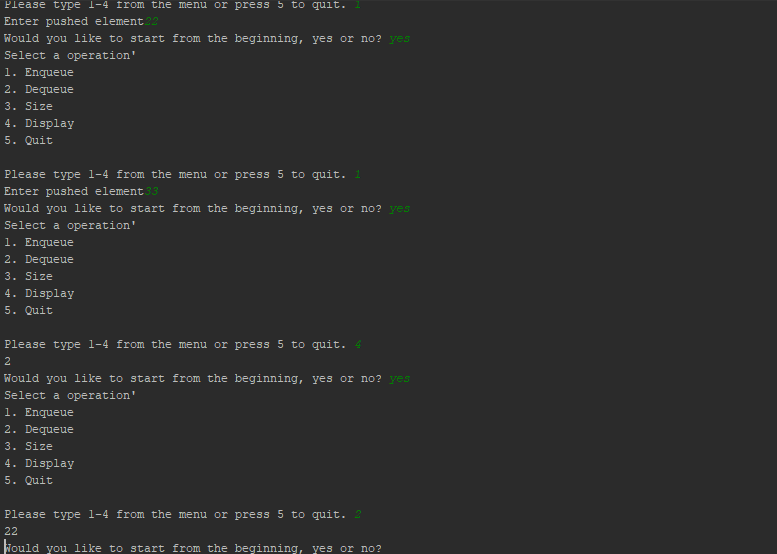 Please type 1-4 from the menu or press 5 to quit. 1
Enter pushed element22
Would you like to start from the beginning, yes or no? yes
Select a operation'
1. Enqueue
2. Dequeue
3. Size
4. Display
5. Quit
Please type 1-4 from the menu or press 5 to quit. 1
Enter pushed element33
Would you like to start from the beginning, yes or no? yes
Select a operation'
1. Enqueue
2. Dequeue
3. Size
4. Display
5. Quit
Please type 1-4 from the menu or press 5 to quit. 4
2
Would you like to start from the beginning, yes or no? yes
Select a operation'
1. Enqueue
2. Dequeue
3. Size
4. Display
5. Quit
Please type 1-4 from the menu or press 5 to quit. 2
22
Would you like to start from the beginning, yes or no?